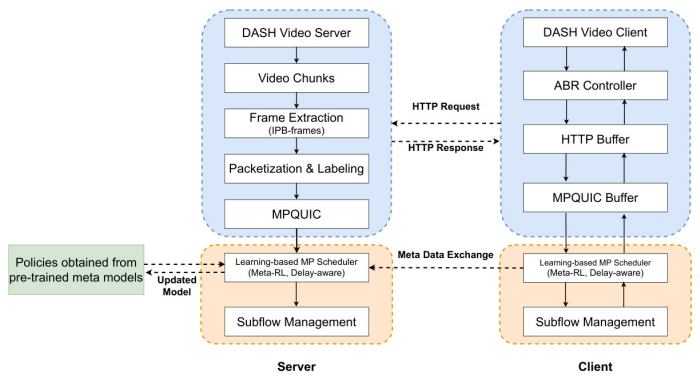 DASH Video Server
Video Chunks
Frame Extraction
(IPB-frames)
Packetization & Labeling
MPQUIC
Learning-based MP Scheduler
(Meta-RL, Delay-aware)
Subflow Management
Server
Policies obtained from
pre-trained meta models
Updated
Model
HTTP Request
HTTP Response
Meta Data Exchange
DASH Video Client
ABR Controller
HTTP Buffer
MPQUIC Buffer
Learning-based MP Scheduler
(Meta-RL, Delay-aware)
Subflow Management
Client